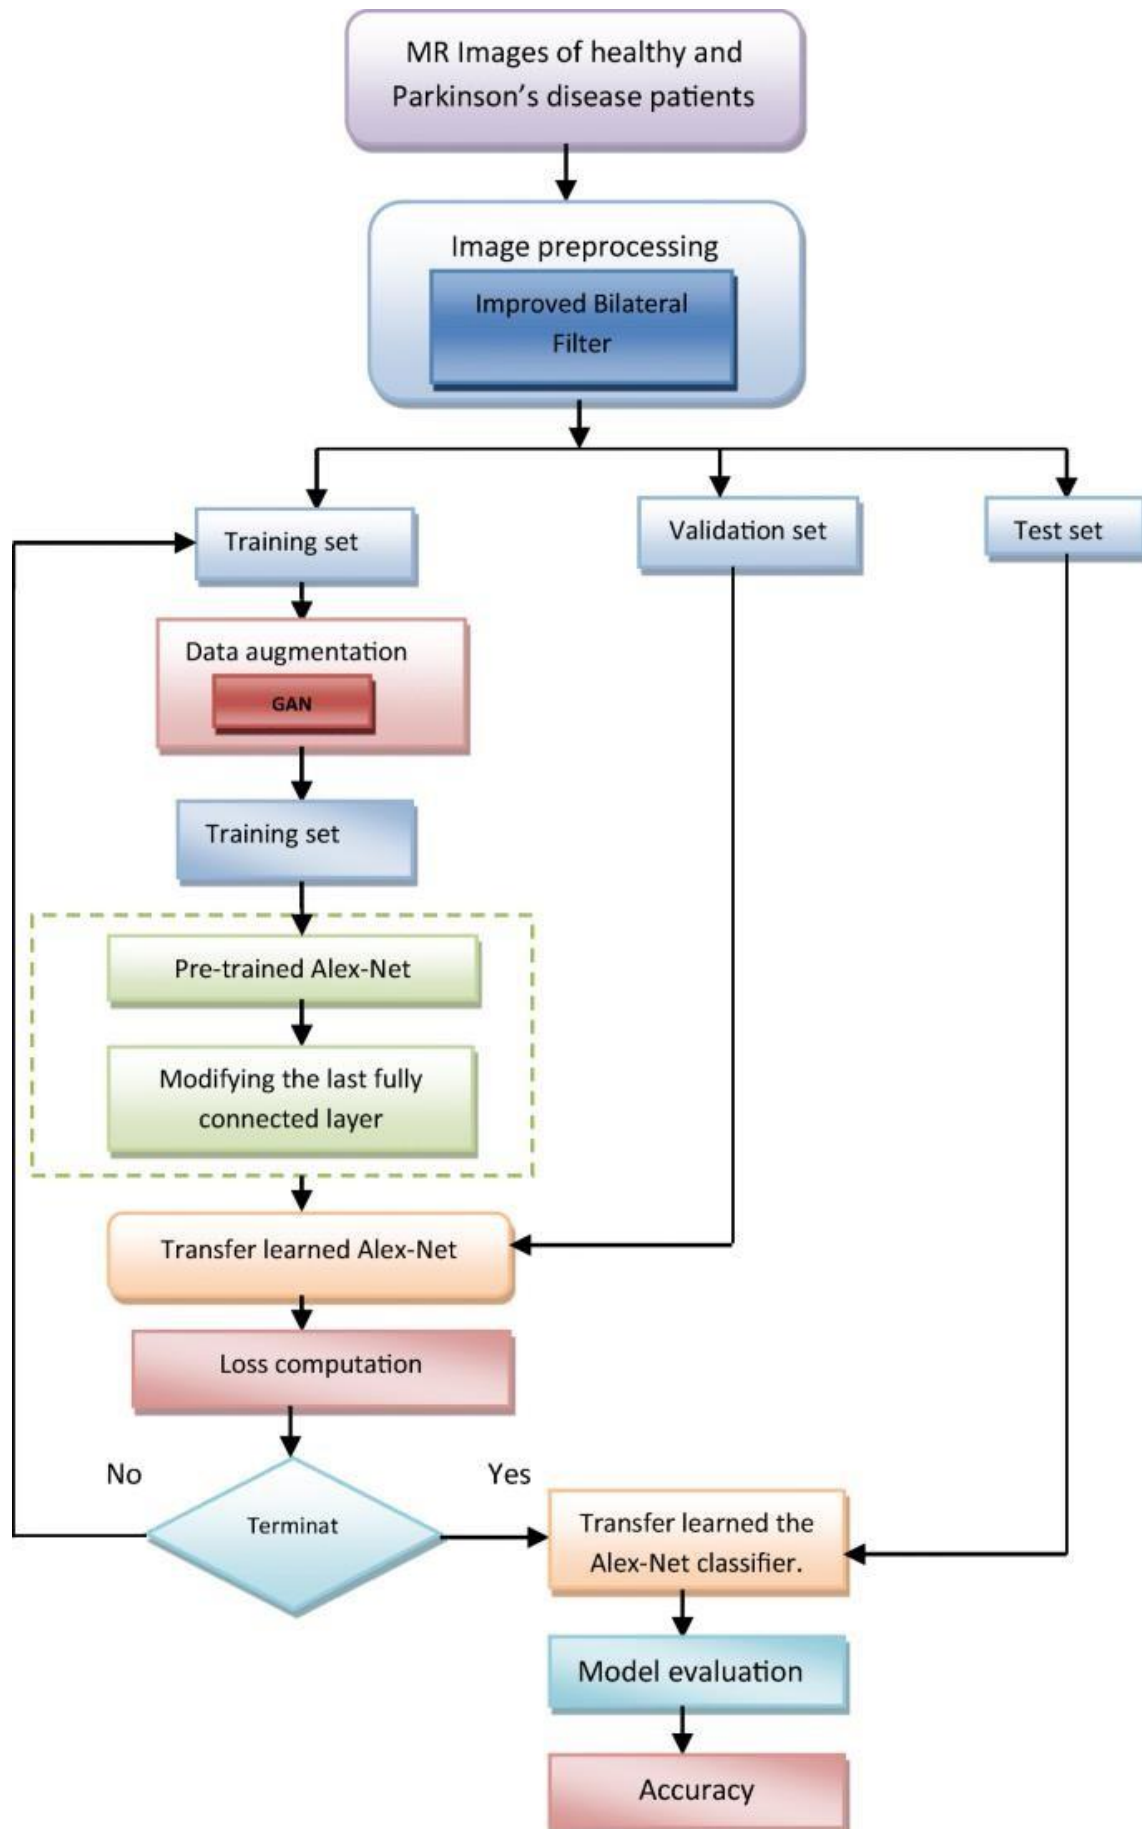 MR Images of healthy and
Parkinson’s disease patients
Image preprocessing
Improved Bilateral
Filter
Training set
Validation set
Test set
Data augmentation
GAN
Training set
Pre-trained Alex-Net
Modifying the last fully
connected layer
Transfer learned Alex-Net
Loss computation
No
Yes
Terminat
Transfer learned the
Alex-Net classifier.
Model evaluation
Accuracy